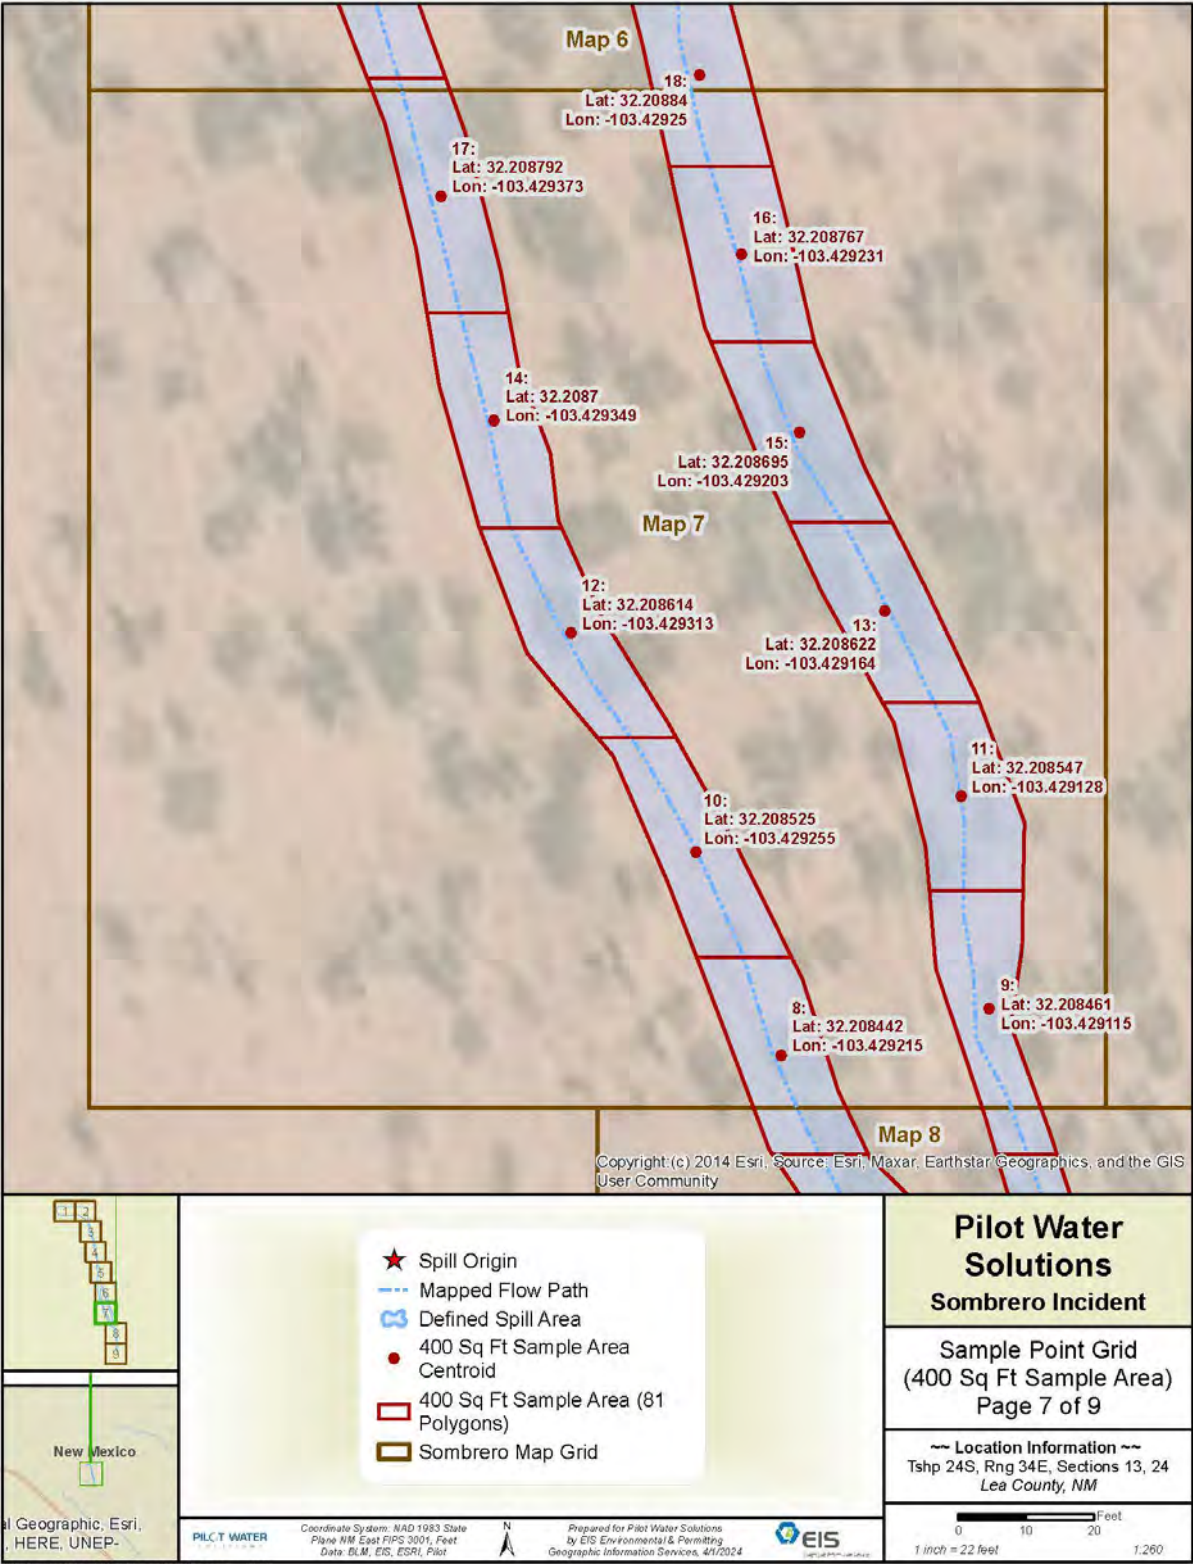 Map 6
18:
Lat: 32.20884
Lon: -103.42925
17:
Lat: 32.208792
Lon: -103.429373
16:
Lat: 32.208767
Lon: -103.429231
14:
Lat: 32.2087
Lon: -103.429349
15:
Lat: 32.208695
Lon: -103.429203
Map 7
12:
Lat: 32.208614
Lon: -103.429313
13:
Lat: 32.208622
Lon: -103.429164
11:
Lat: 32.208547
Lon: -103.429128
10:
Lat: 32.208525
Lon: -103.429255
9:
Lat: 32.208461
Lon: -103.429115
8:
Lat: 32.208442
Lon: -103.429215
Map 8
Copyright:(c) 2014 Esri, Source: Esri, Maxar, Earthstar Geographics, and the GIS
User Community
1 2
3
4
5
6
7
8
9
New Mexico
al Geographic, Esri,
, HERE, UNEP-
Spill Origin
Mapped Flow Path
Defined Spill Area
400 Sq Ft Sample Area
Centroid
400 Sq Ft Sample Area (81
Polygons)
Sombrero Map Grid
PILOT WATER
Coordinate System: NAD 1983 State
Plane NM East FIPS 3001, Feet
Data: BLM, EIS, ESRI, Pilot
N
Prepared for Pilot Water Solutions
by EIS Environmental & Permitting
Geographic Information Services, 4/1/2024
EIS
Pilot Water
Solutions
Sombrero Incident
Sample Point Grid
(400 Sq Ft Sample Area)
Page 7 of 9
~~ Location Information ~~
Tshp 24S, Rng 34E, Sections 13, 24
Lea County, NM
Feet
0 10 20
1 inch = 22 feet 1:260